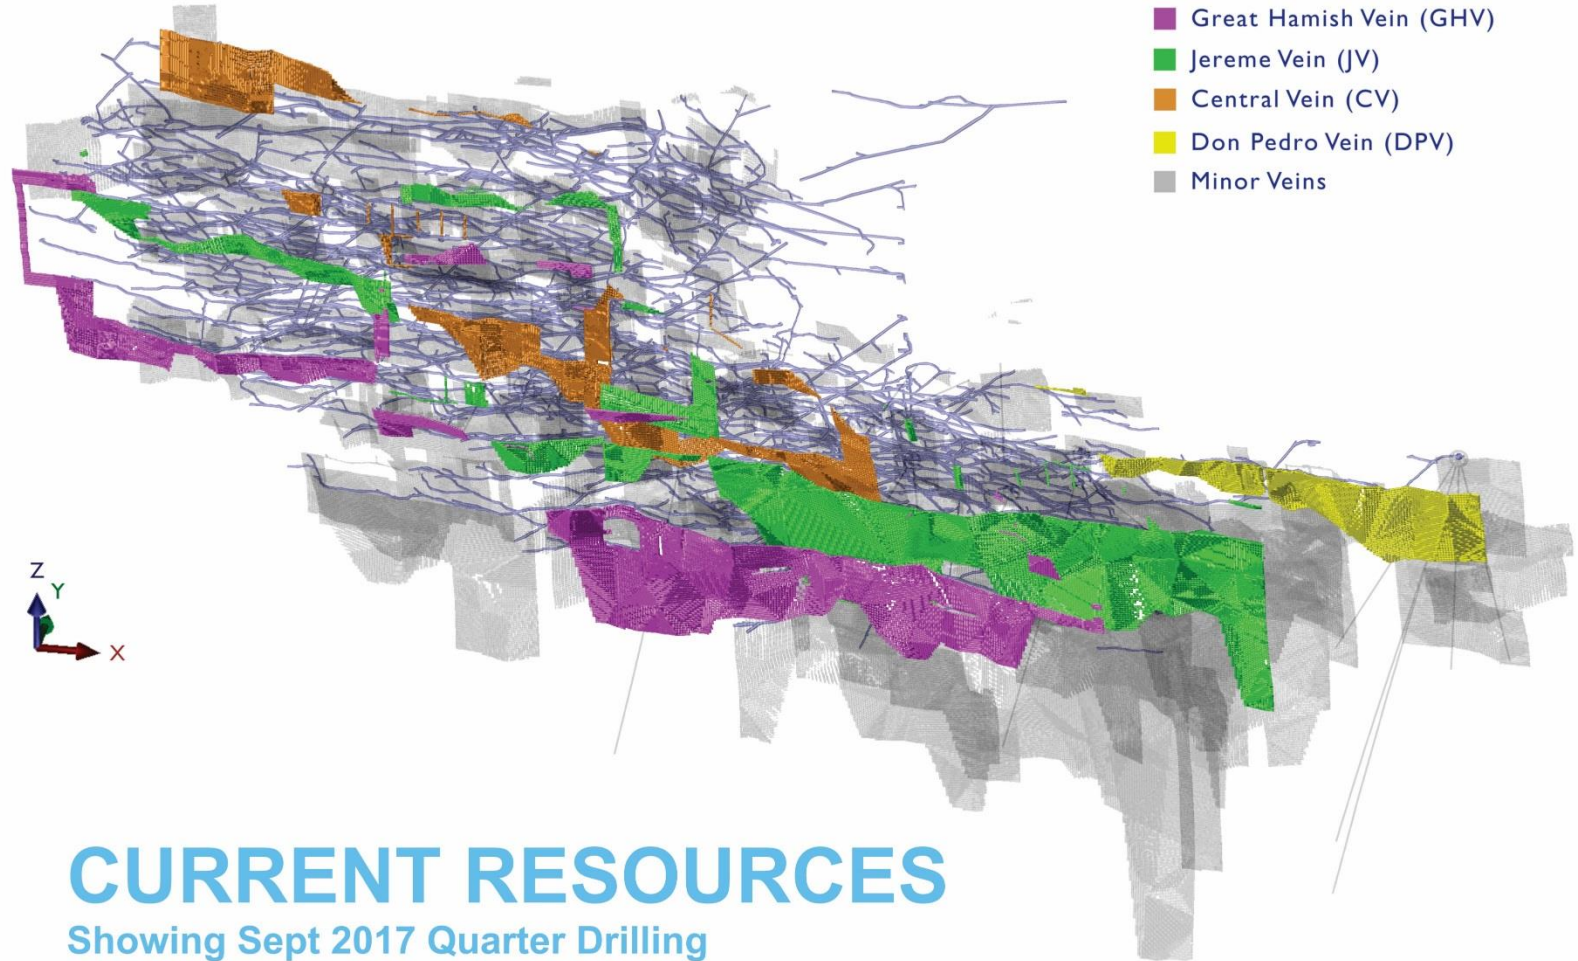 Great Hamish Vein (GHV)
Jereme Vein (JV)
Central Vein (CV)
Don Pedro Vein (DPV)
Minor Veins
Z
Y
X
CURRENT RESOURCES
Showing Sept 2017 Quarter Drilling